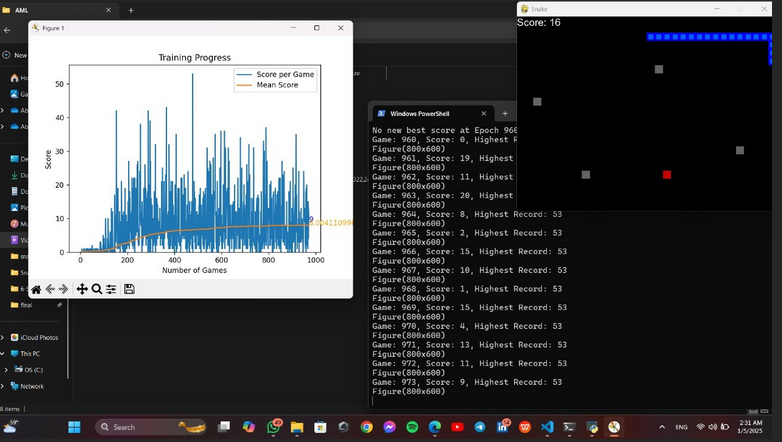 AML
Figure 1
Snake
Score: 16
New
Training Progress
Score per Game
Mean Score
50
40
30
20
10
0
Score
0
200
400
600
800
1000
Number of Games
9
Windows PowerShell
No new best score at Epoch 960
Game: 960, Score: 0, Highest R
Figure(800x600)
Game: 961, Score: 19, Highest
Figure(800x600)
Game: 962, Score: 11, Highest
Figure(800x600)
Game: 963, Score: 20, Highest
Figure(800x600)
Game: 964, Score: 8, Highest Record: 53
Figure(800x600)
Game: 965, Score: 2, Highest Record: 53
Figure(800x600)
Game: 966, Score: 15, Highest Record: 53
Figure(800x600)
Game: 967, Score: 10, Highest Record: 53
Figure(800x600)
Game: 968, Score: 1, Highest Record: 53
Figure(800x600)
Game: 969, Score: 15, Highest Record: 53
Figure(800x600)
Game: 970, Score: 4, Highest Record: 53
Figure(800x600)
Game: 971, Score: 13, Highest Record: 53
Figure(800x600)
Game: 972, Score: 11, Highest Record: 53
Figure(800x600)
Game: 973, Score: 9, Highest Record: 53
Figure(800x600)
final
iCloud Photos
This PC
OS (C:)
Network
8 items
59°
Search
ENG
2:31 AM
1/5/2025